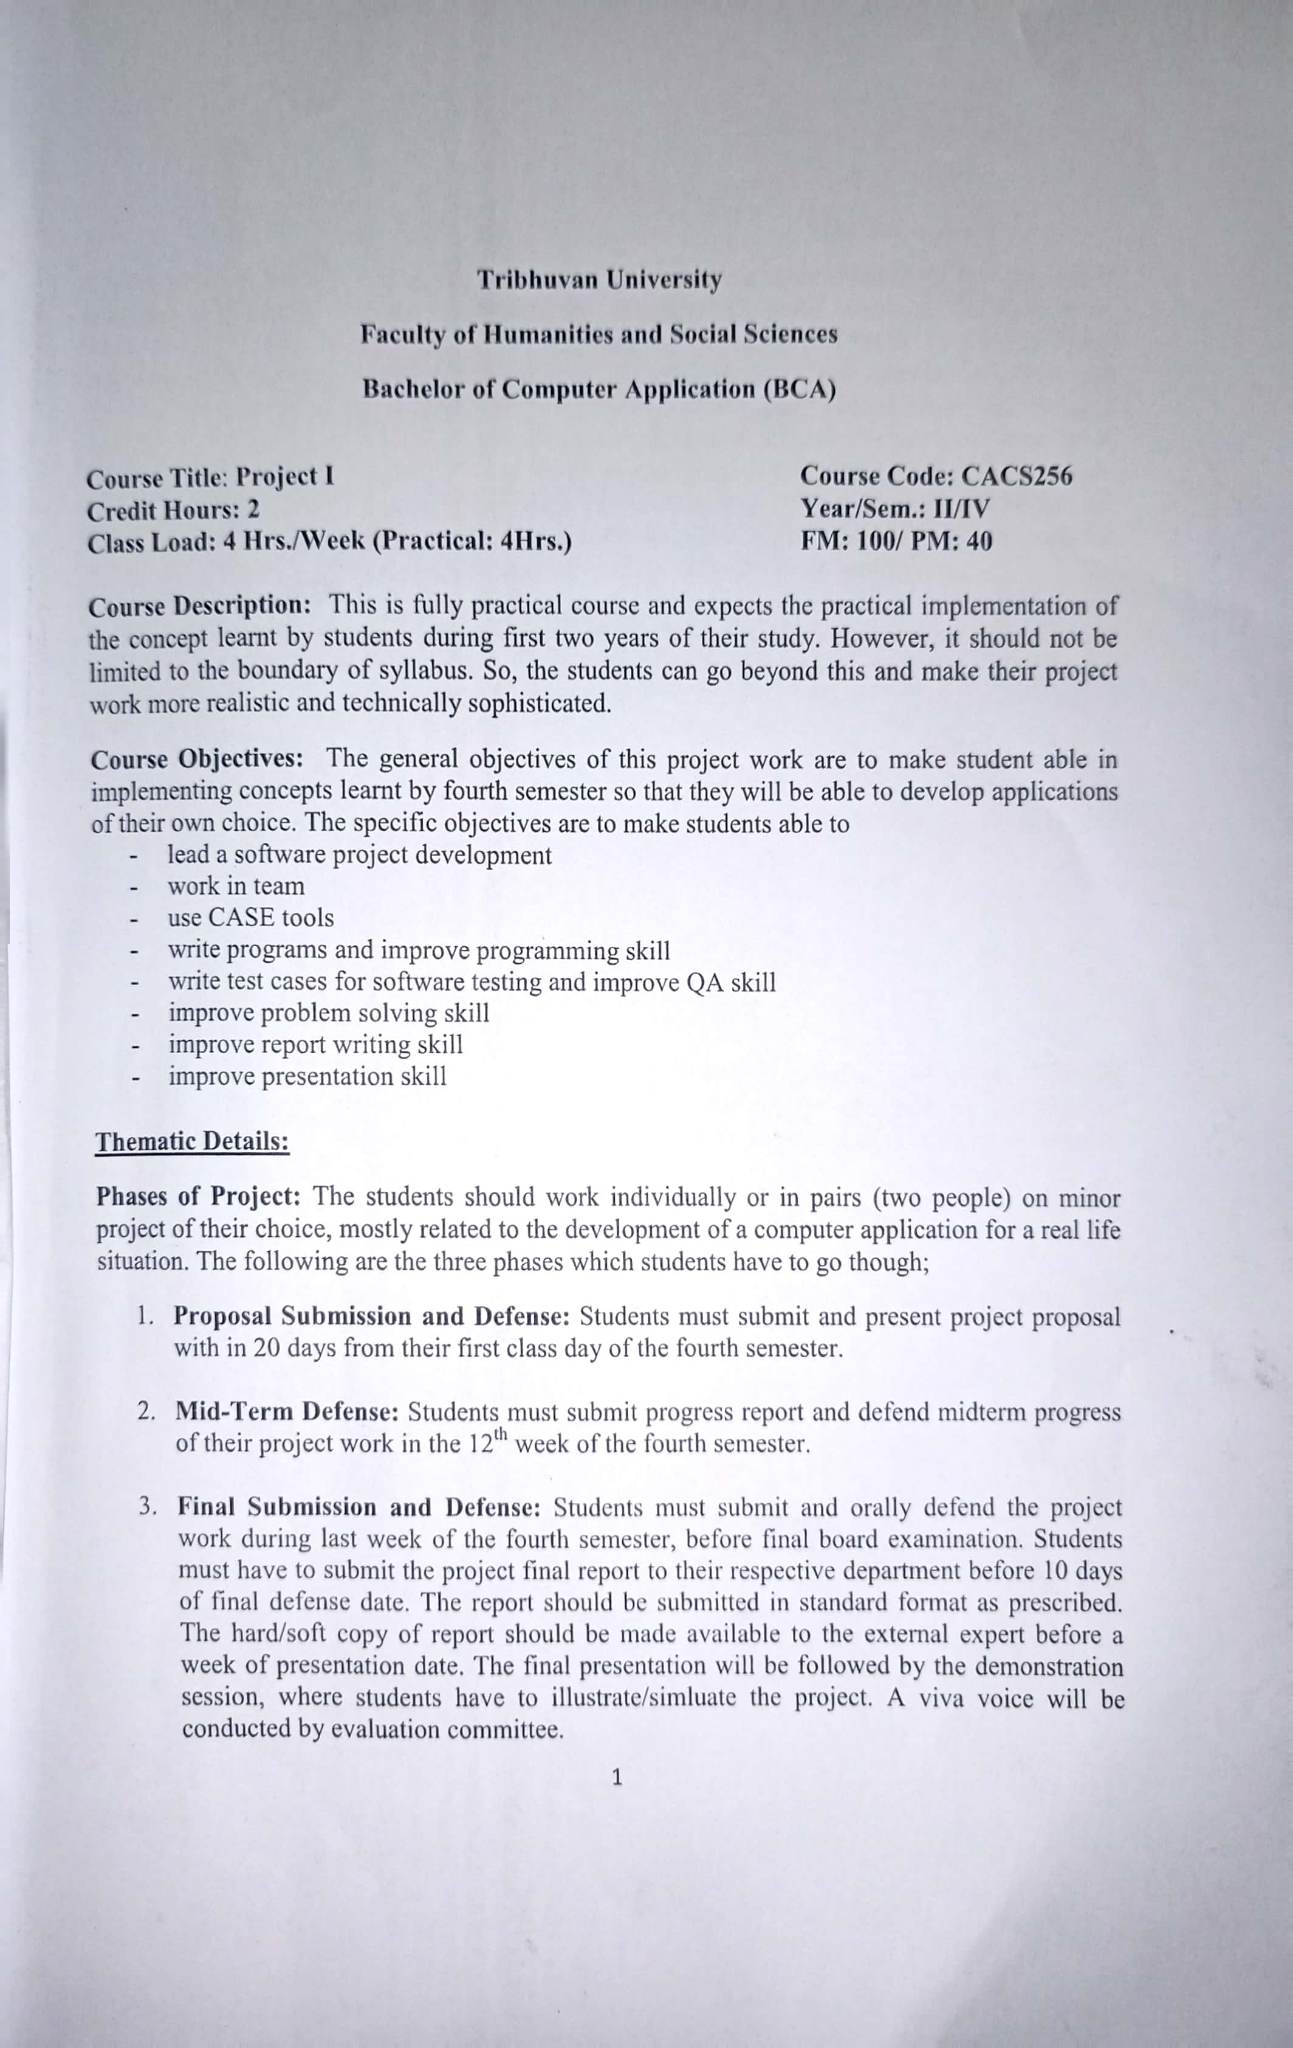 Tribhuvan University
Faculty of Humanities and Social Sciences
Bachelor of Computer Application (BCA)
Course Title: Project I
Course Code: CACS256
Credit Hours: 2
Year/Sem.: II/IV
Class Load: 4 Hrs./Week (Practical: 4Hrs.)
FM: 100/ PM: 40
Course Description: This is fully practical course and expects the practical implementation of
the concept learnt by students during first two years of their study. However, it should not be
limited to the boundary of syllabus. So, the students can go beyond this and make their project
work more realistic and technically sophisticated.
Course Objectives: The general objectives of this project work are to make student able in
implementing concepts learnt by fourth semester so that they will be able to develop applications
of their own choice. The specific objectives are to make students able to
- lead a software project development
- work in team
- use CASE tools
- write programs and improve programming skill
- write test cases for software testing and improve QA skill
- improve problem solving skill
- improve report writing skill
- improve presentation skill
Thematic Details:
Phases of Project: The students should work individually or in pairs (two people) on minor
project of their choice, mostly related to the development of a computer application for a real life
situation. The following are the three phases which students have to go though;
1. Proposal Submission and Defense: Students must submit and present project proposal
with in 20 days from their first class day of the fourth semester.
2. Mid-Term Defense: Students must submit progress report and defend midterm progress
of their project work in the 12th week of the fourth semester.
3. Final Submission and Defense: Students must submit and orally defend the project
work during last week of the fourth semester, before final board examination. Students
must have to submit the project final report to their respective department before 10 days
of final defense date. The report should be submitted in standard format as prescribed.
The hard/soft copy of report should be made available to the external expert before a
week of presentation date. The final presentation will be followed by the demonstration
session, where students have to illustrate/simluate the project. A viva voice will be
conducted by evaluation committee.
1